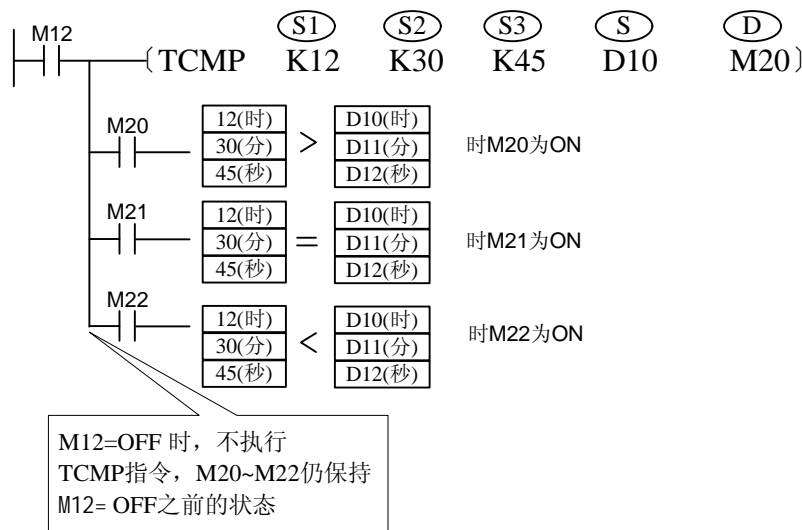 S1 S2 S3 S D
M12
〔TCMP K12 K30 K45 D10 M20〕
M20
12(时) > D10(时)
30(分) D11(分) 时M20为ON
45(秒) D12(秒)
M21
12(时) D10(时)
30(分) = D11(分) 时M21为ON
45(秒) D12(秒)
M22
12(时) D10(时)
30(分) < D11(分) 时M22为ON
45(秒) D12(秒)
M12=OFF 时，不执行
TCMP指令，M20~M22仍保持
M12= OFF之前的状态